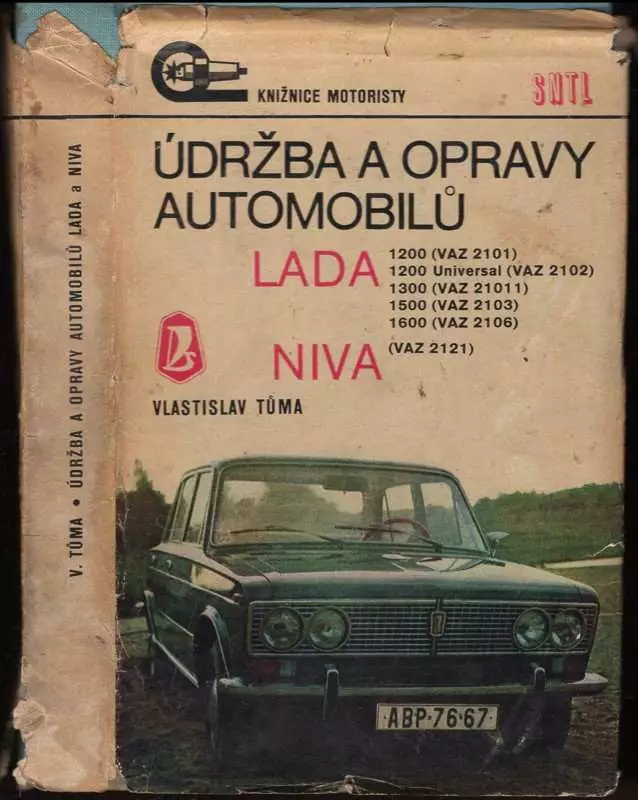 KNIŽNICE MOTORISTY
SNTL
ÚDRŽBA A OPRAVY
AUTOMOBILŮ
LADA
1200 (VAZ 2101)
1200 Universal (VAZ 2102)
1300 (VAZ 21011)
1500 (VAZ 2103)
1600 (VAZ 2106)
NIVA
(VAZ 2121)
VLASTISLAV TŮMA
ABP·76·67
V. TŮMA • ÚDRŽBA A OPRAVY AUTOMOBILŮ LADA a NIVA